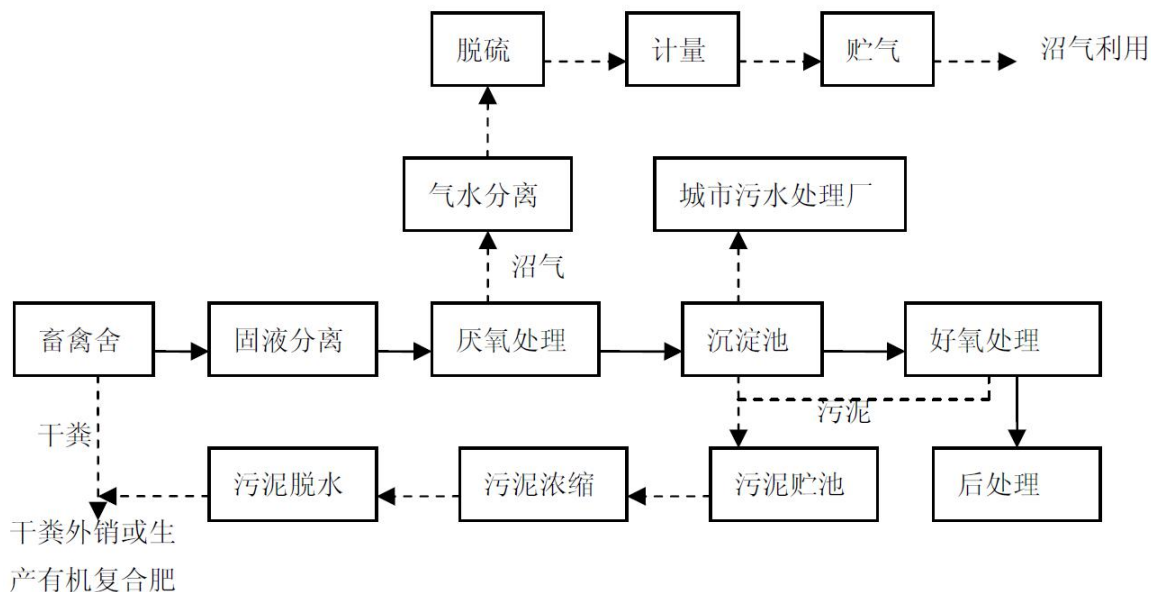 脱硫
计量
贮气
沼气利用
气水分离
城市污水处理厂
沼气
畜禽舍
固液分离
厌氧处理
沉淀池
好氧处理
污泥
干粪
污泥脱水
污泥浓缩
污泥贮池
后处理
干粪外销或生
产有机复合肥